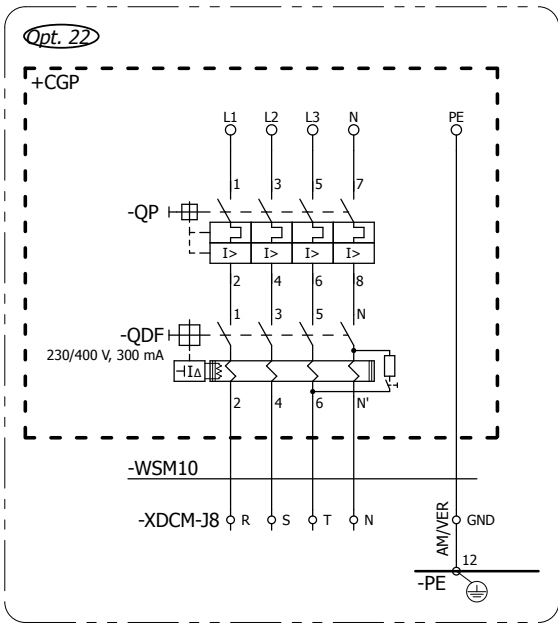 Opt. 22
+CGP
L1 L2 L3 N PE
1 3 5 7
-QP
I> I> I> I>
2 4 6 8
1 3 5 N
-QDF
230/400 V, 300 mA
I∆
2 4 6 N'
-WSM10
-XDCM-J8 R S T N GND
AM/VER
12
-PE